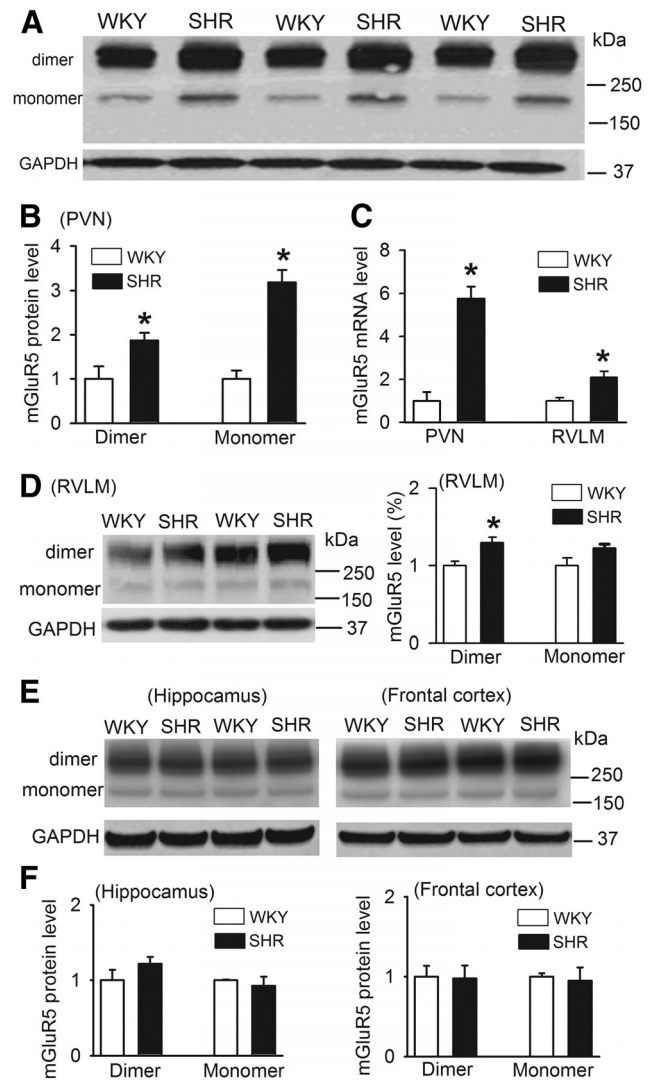 A
WKY SHR WKY SHR WKY SHR
kDa
dimer
250
monomer
150
GAPDH
37
B (PVN)
mGluR5 protein level
4
3
2
1
0
WKY
SHR
*
*
Dimer Monomer
C
mGluR5 mRNA level
8
6
4
2
0
WKY
SHR
*
*
PVN RVLM
D (RVLM)
WKY SHR WKY SHR
kDa
dimer
250
monomer
150
GAPDH
37
(RVLM)
mGluR5 level (%)
2
1
0
WKY
SHR
*
Dimer Monomer
E
(Hippocamus)
WKY SHR WKY SHR
(Frontal cortex)
WKY SHR WKY SHR
kDa
dimer
250
monomer
150
GAPDH
37
F
(Hippocamus)
mGluR5 protein level
2
1
0
WKY
SHR
Dimer Monomer
(Frontal cortex)
mGluR5 protein level
2
1
0
WKY
SHR
Dimer Monomer